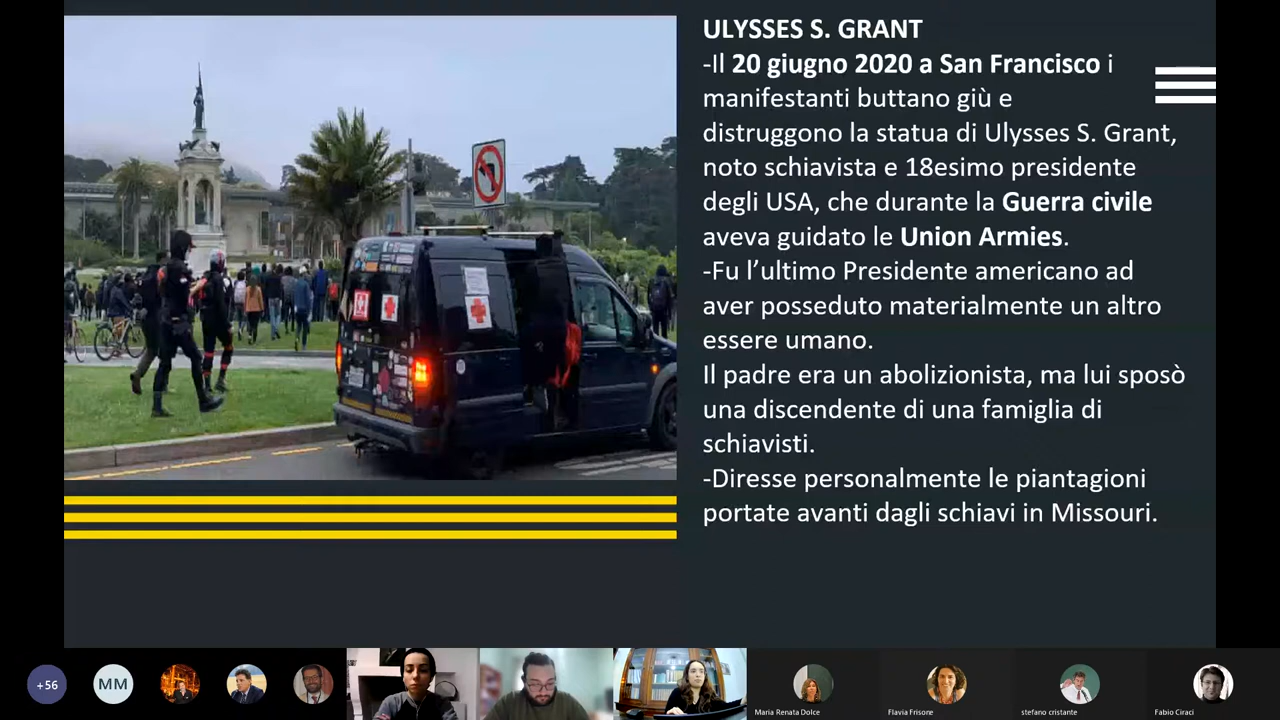 ULYSSES S. GRANT
-Il 20 giugno 2020 a San Francisco i
manifestanti buttano giù e
distruggono la statua di Ulysses S. Grant,
noto schiavista e 18esimo presidente
degli USA, che durante la Guerra civile
aveva guidato le Union Armies.
-Fu l’ultimo Presidente americano ad
aver posseduto materialmente un altro
essere umano.
Il padre era un abolizionista, ma lui sposò
una discendente di una famiglia di
schiavisti.
-Diresse personalmente le piantagioni
portate avanti dagli schiavi in Missouri.
+56
MM
Maria Renata Dolce
Flavia Frisone
stefano cristante
Fabio Ciraci